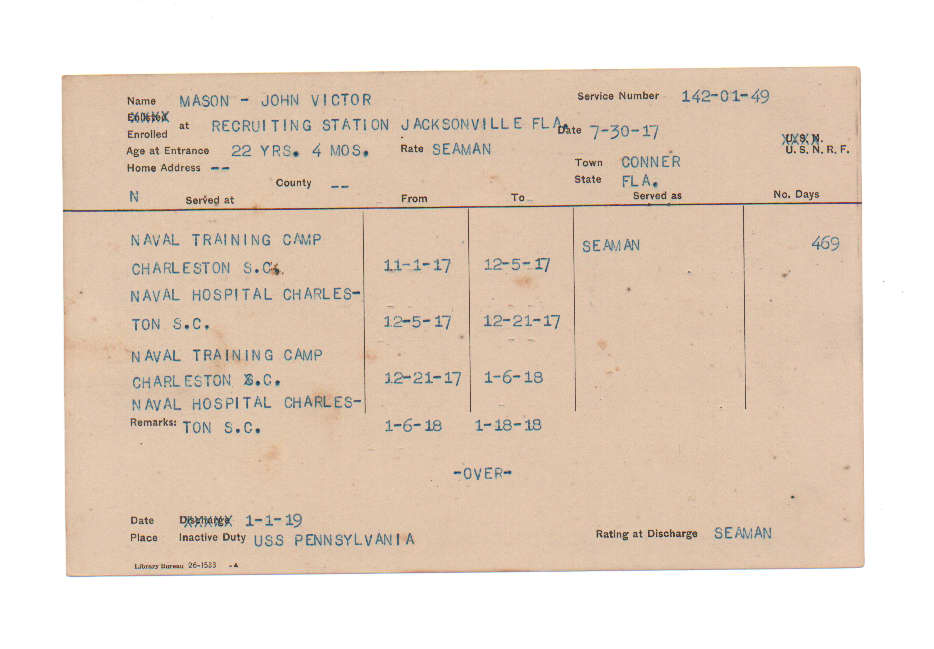 Name MASON - JOHN VICTOR Service Number 142-01-49
Enrolled at RECRUITING STATION JACKSONVILLE FLA. Date 7-30-17
U.S.N.
Age at Entrance 22 YRS. 4 MOS. Rate SEAMAN U.S.N.R.F.
Home Address -- Town CONNER
County -- State FLA.
N Served at From To Served as No. Days
NAVAL TRAINING CAMP SEAMAN 469
CHARLESTON S.C. 11-1-17 12-5-17
NAVAL HOSPITAL CHARLES-
TON S.C. 12-5-17 12-21-17
NAVAL TRAINING CAMP
CHARLESTON S.C. 12-21-17 1-6-18
NAVAL HOSPITAL CHARLES-
Remarks: TON S.C. 1-6-18 1-18-18
-OVER-
Date Discharge 1-1-19
Place Inactive Duty USS PENNSYLVANIA Rating at Discharge SEAMAN
Library Bureau 26-1533 -A